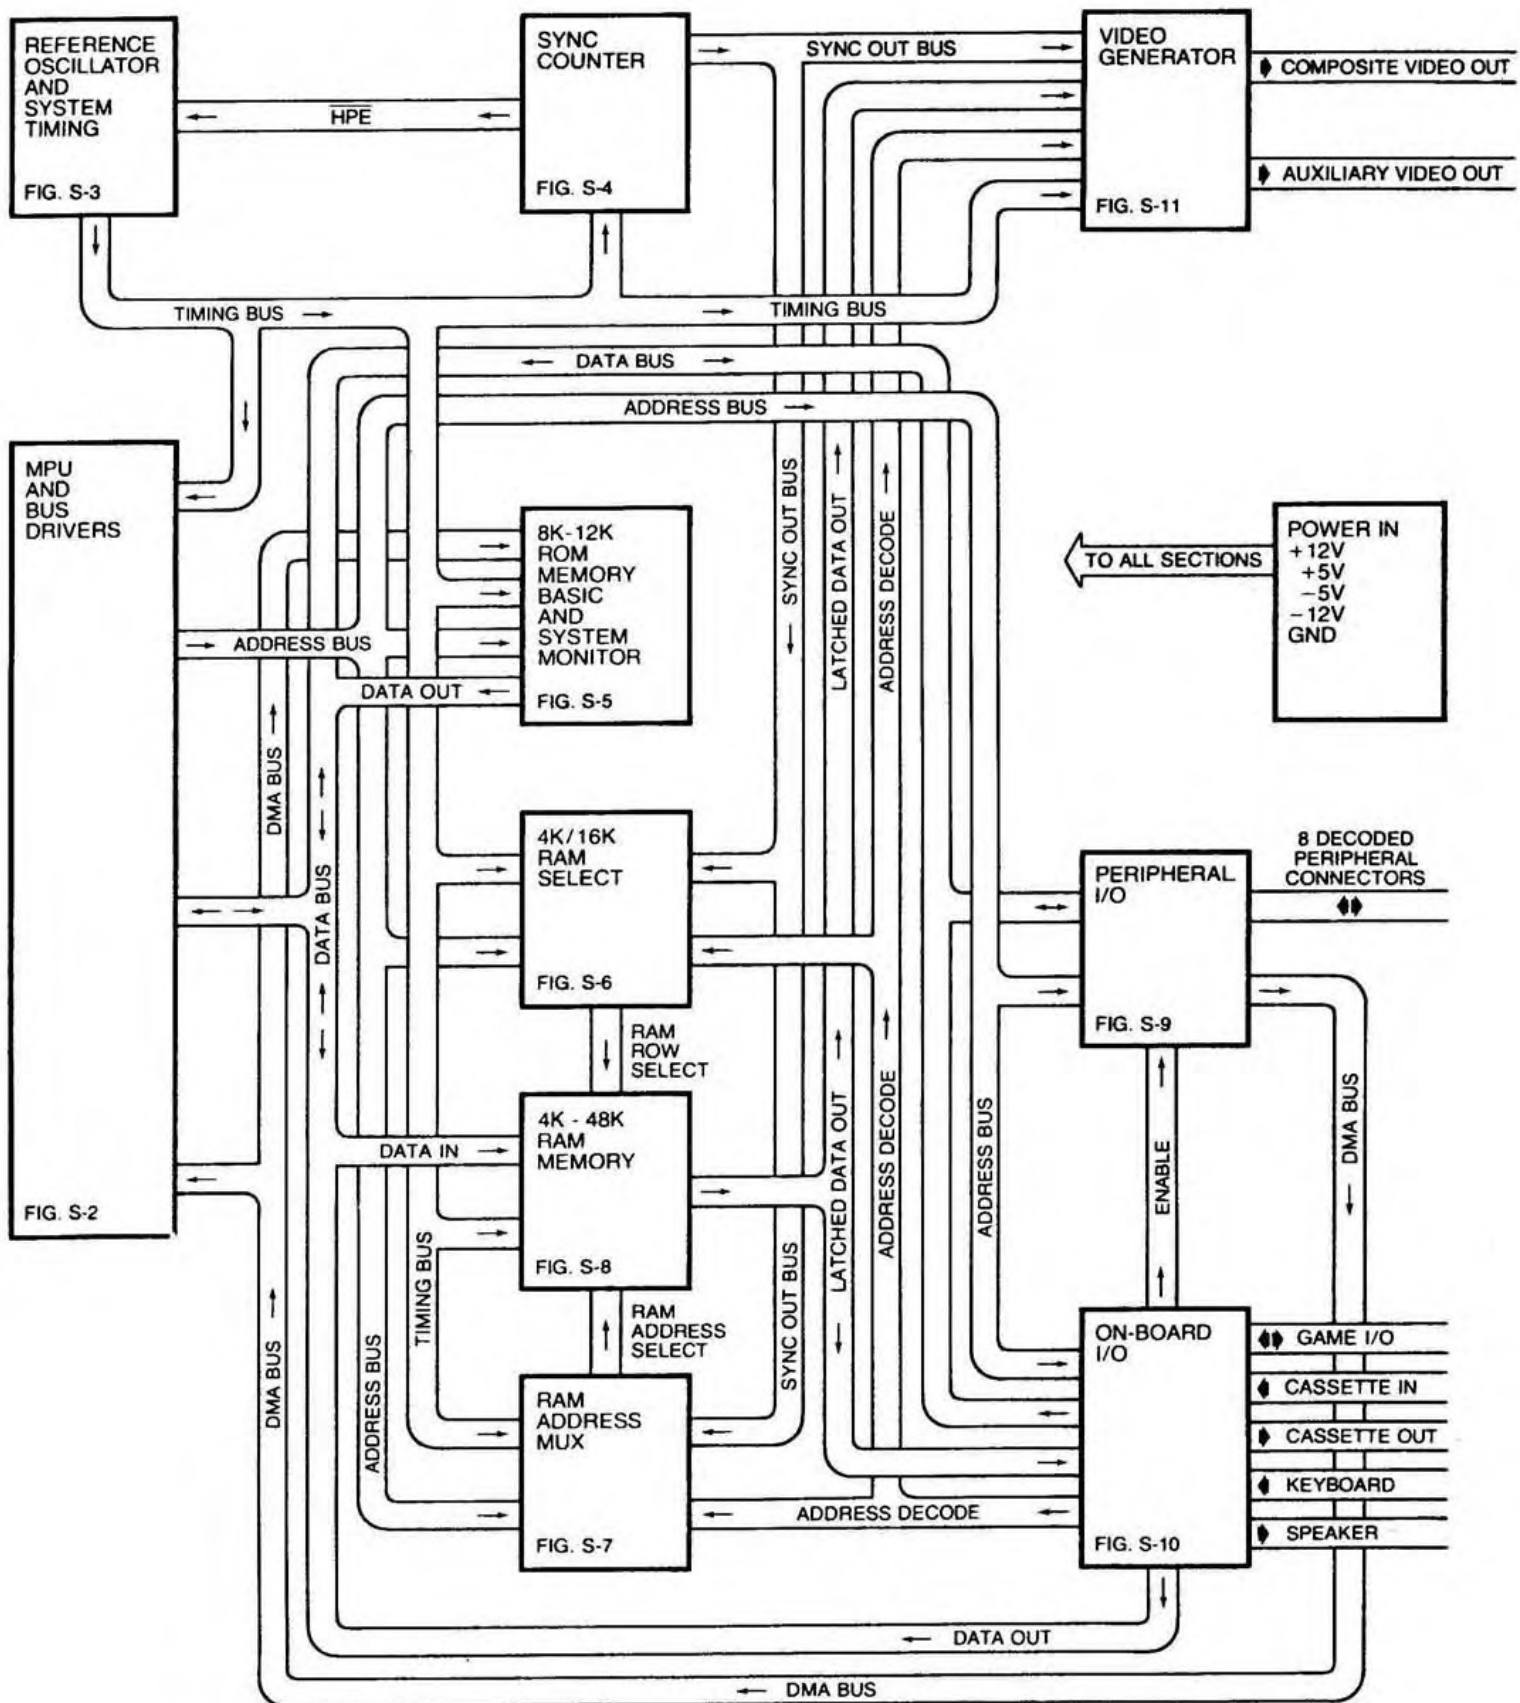 REFERENCE
OSCILLATOR
AND
SYSTEM
TIMING
FIG. S-3
HPE
SYNC
COUNTER
FIG. S-4
SYNC OUT BUS
VIDEO
GENERATOR
FIG. S-11
COMPOSITE VIDEO OUT
AUXILIARY VIDEO OUT
TIMING BUS
TIMING BUS
DATA BUS
ADDRESS BUS
MPU
AND
BUS
DRIVERS
FIG. S-2
8K-12K
ROM
MEMORY
BASIC
AND
SYSTEM
MONITOR
FIG. S-5
ADDRESS BUS
DATA OUT
DMA BUS
DATA BUS
SYNC OUT BUS
LATCHED DATA OUT
ADDRESS DECODE
TO ALL SECTIONS
POWER IN
+12V
+5V
-5V
-12V
GND
4K/16K
RAM
SELECT
FIG. S-6
RAM
ROW
SELECT
PERIPHERAL
I/O
FIG. S-9
8 DECODED
PERIPHERAL
CONNECTORS
4K - 48K
RAM
MEMORY
FIG. S-8
DATA IN
LATCHED DATA OUT
ADDRESS DECODE
ADDRESS BUS
ENABLE
DMA BUS
DMA BUS
ADDRESS BUS
TIMING BUS
RAM
ADDRESS
SELECT
SYNC OUT BUS
RAM
ADDRESS
MUX
FIG. S-7
ADDRESS DECODE
ON-BOARD
I/O
FIG. S-10
GAME I/O
CASSETTE IN
CASSETTE OUT
KEYBOARD
SPEAKER
DATA OUT
DMA BUS